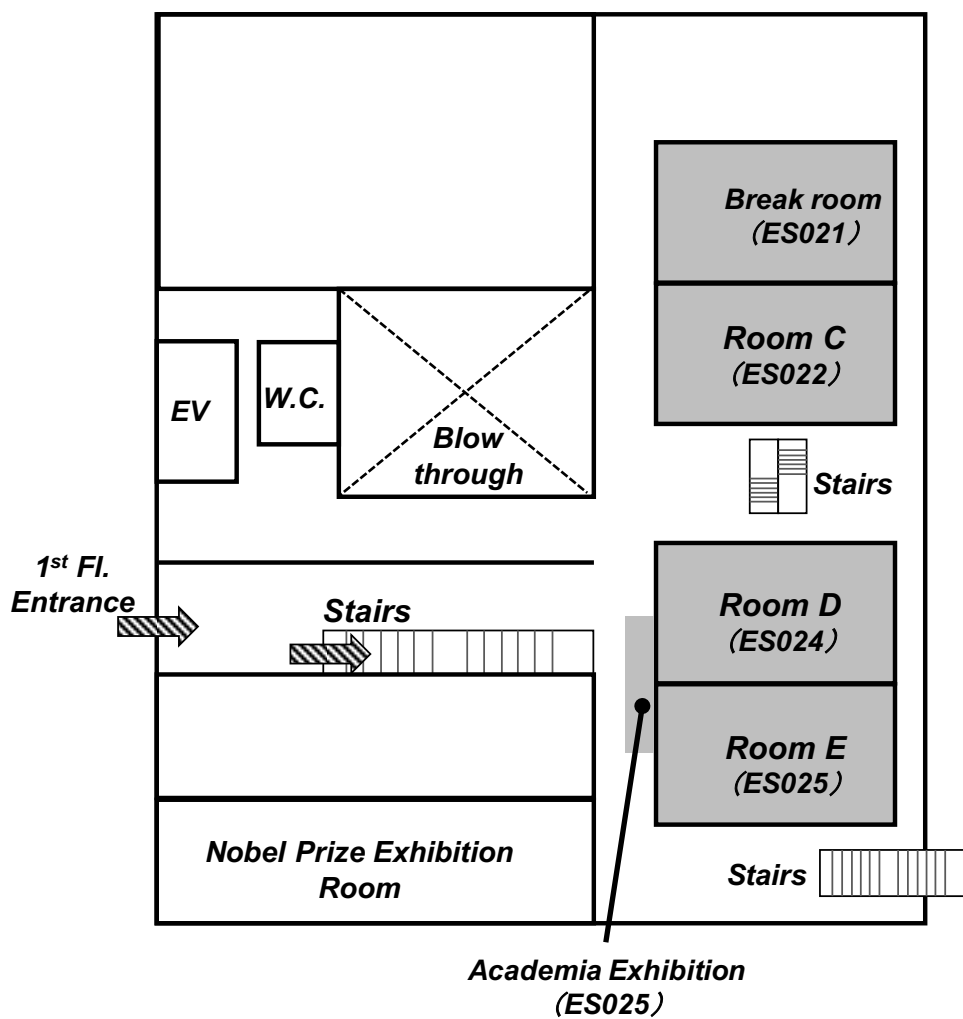 Break room
（ES021）
Room C
（ES022）
EV
W.C.
Blow
through
Stairs
1st Fl.
Entrance
Stairs
Room D
（ES024）
Room E
（ES025）
Nobel Prize Exhibition
Room
Stairs
Academia Exhibition
（ES025）